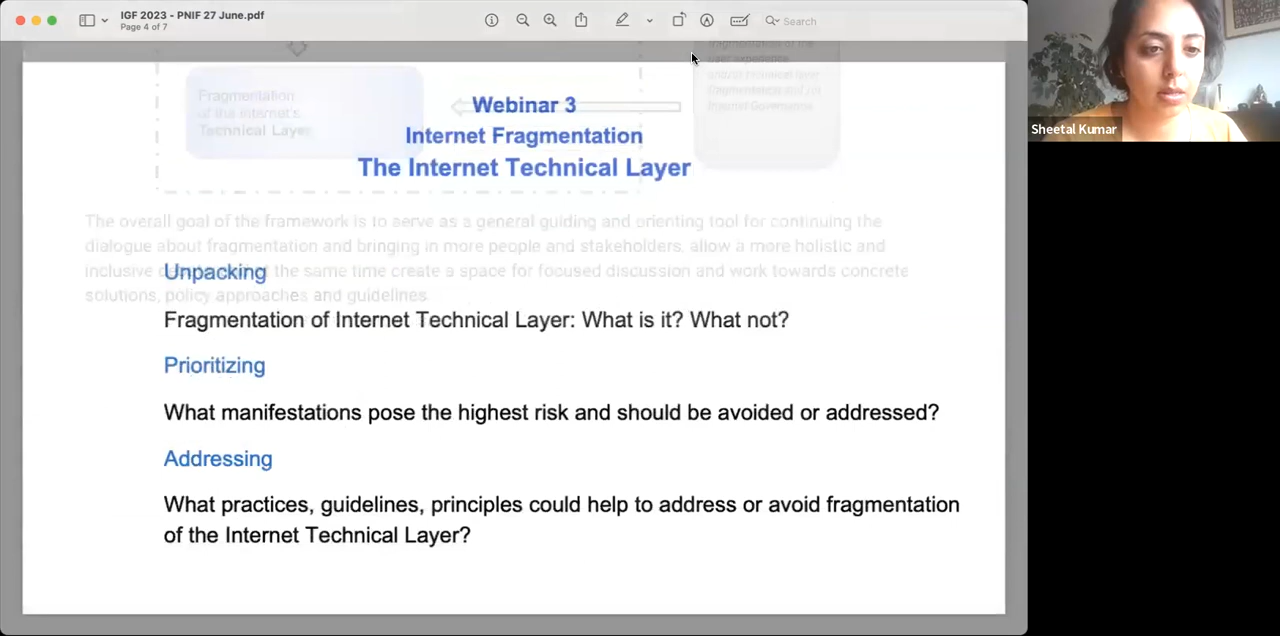 IGF 2023 - PNIF 27 June.pdf
Page 4 of 7
Search
Sheetal Kumar
fragmentation of the
user experience
Fragmentation
of the Internet's
Technical Layer
Webinar 3
Internet Fragmentation
The Internet Technical Layer
The overall goal of the framework is to serve as a general guiding and orienting tool for continuing the
dialogue about fragmentation and bringing in more people and stakeholders, allow a more holistic and
inclusive the same time create a space for focused discussion and work towards concrete
solutions, policy approaches and guidelines.
Unpacking
Fragmentation of Internet Technical Layer: What is it? What not?
Prioritizing
What manifestations pose the highest risk and should be avoided or addressed?
Addressing
What practices, guidelines, principles could help to address or avoid fragmentation
of the Internet Technical Layer?